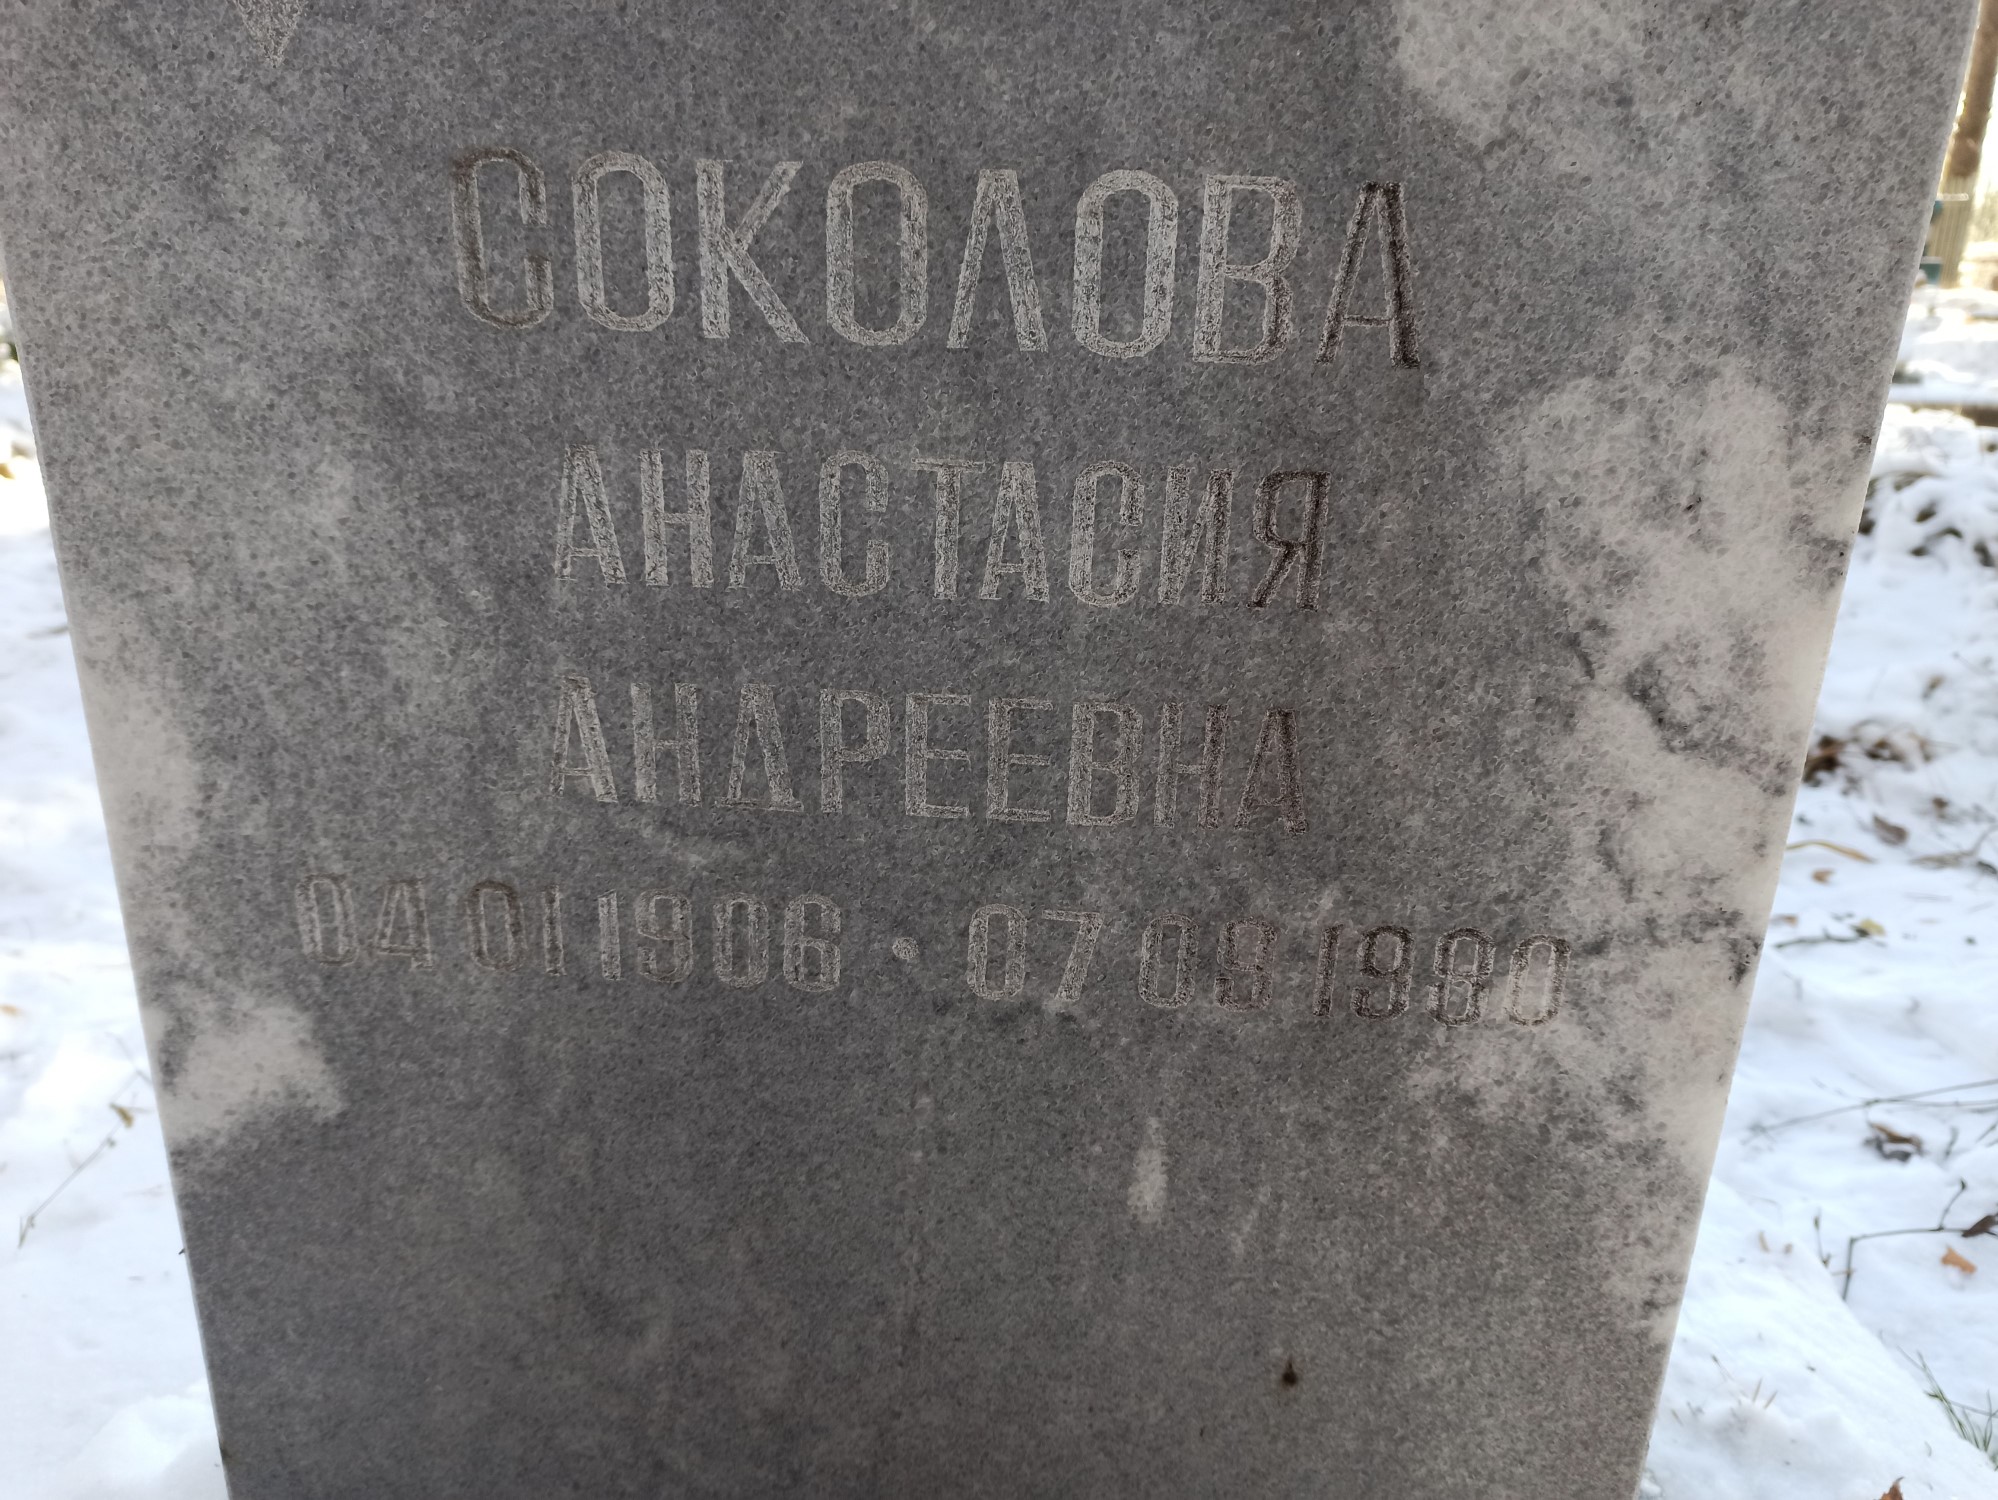 СОКОЛОВА
АНАСТАСИЯ
АНДРЕЕВНА
04 01 1906 · 07 09 1980